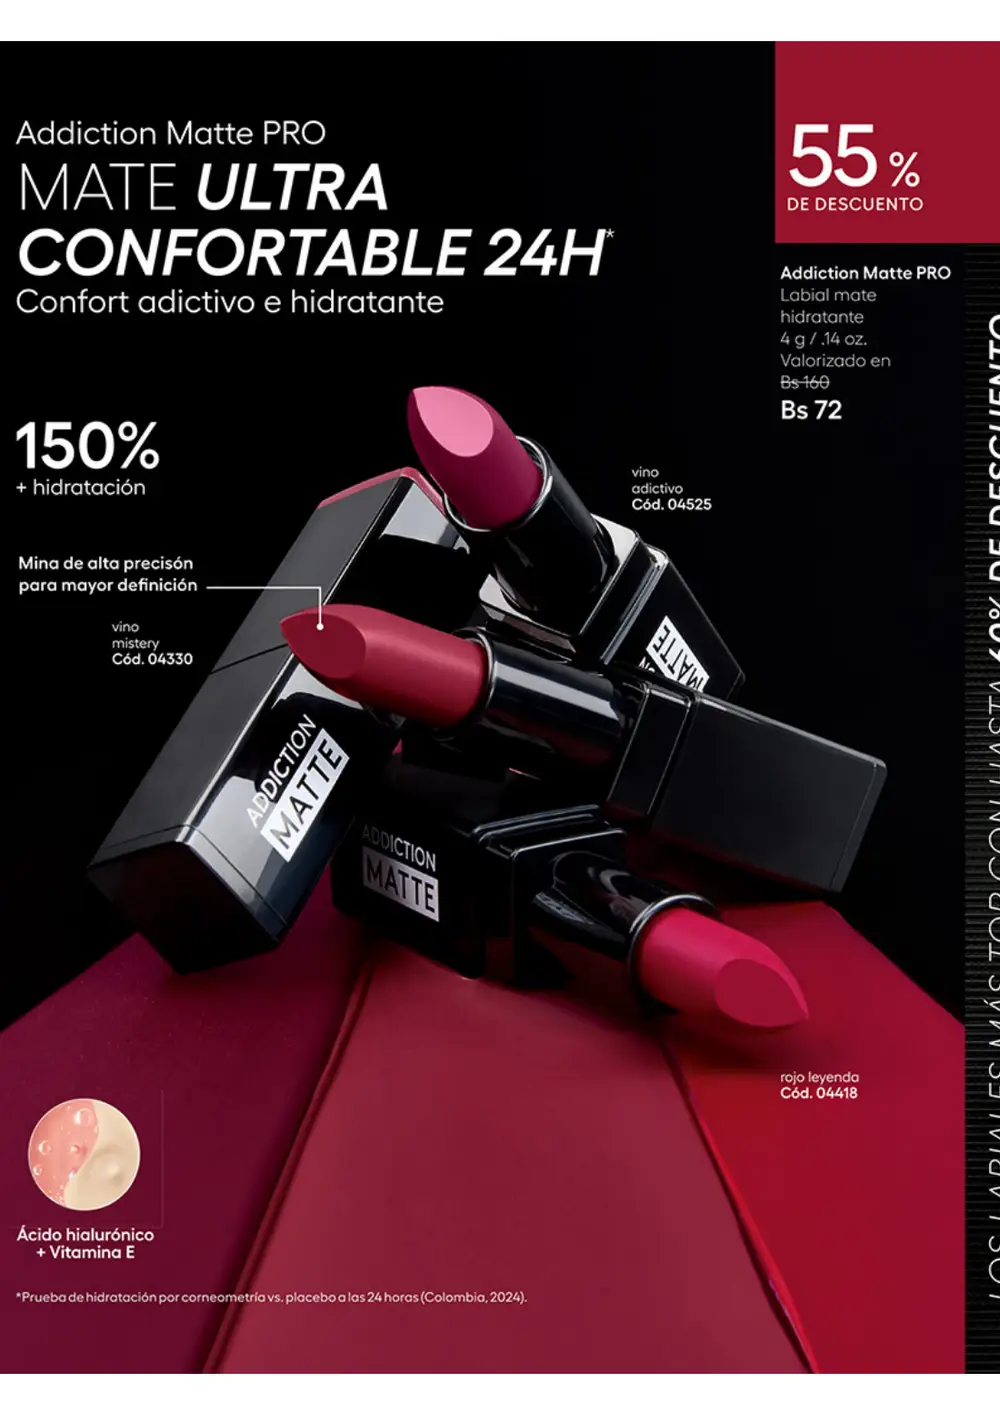 Addiction Matte PRO
MATE ULTRA
CONFORTABLE 24H*
Confort adictivo e hidratante
55 %
DE DESCUENTO
Addiction Matte PRO
Labial mate
hidratante
4 g / .14 oz.
Valorizado en
Bs 160
Bs 72
150%
+ hidratación
vino
adictivo
Cód. 04525
Mina de alta precisón
para mayor definición
vino
mistery
Cód. 04330
ADDICTION
MATTE
ADDICTION
MATTE
MATTE
rojo leyenda
Cód. 04418
Ácido hialurónico
+ Vitamina E
*Prueba de hidratación por corneometría vs. placebo a las 24 horas (Colombia, 2024).
LOS LABIALES MÁS TOP CON HASTA 60% DE DESCUENTO